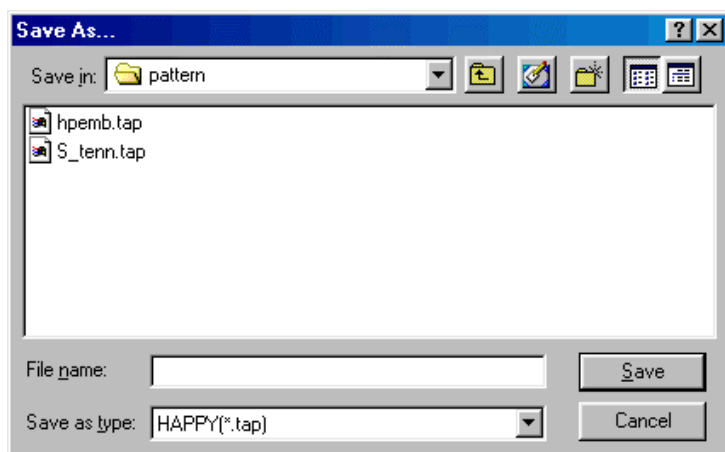 Save As...
Save in: pattern
hpemb.tap
S_tenn.tap
File name:
Save
Save as type: HAPPY(*.tap)
Cancel